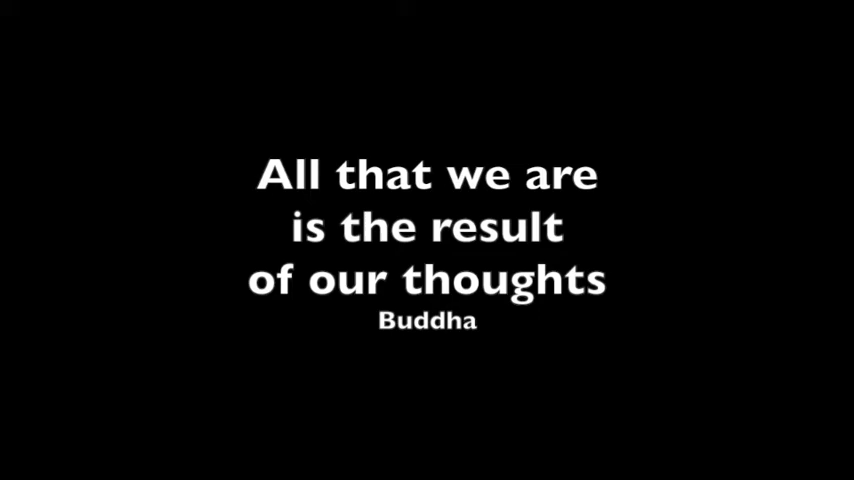 All that we are
is the result
of our thoughts
Buddha